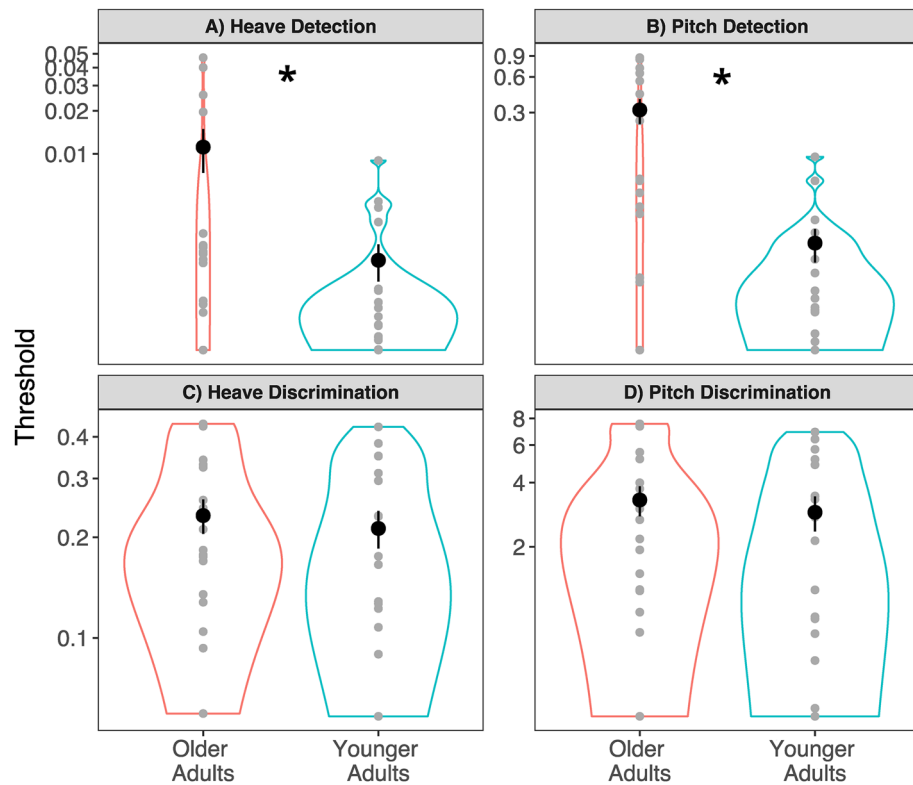 A) Heave Detection
B) Pitch Detection
0.05
0.04
0.03
0.02
0.01
0.9
0.6
0.3
*
*
Threshold
C) Heave Discrimination
D) Pitch Discrimination
0.4
0.3
0.2
0.1
8
6
4
2
Older
Adults
Younger
Adults
Older
Adults
Younger
Adults